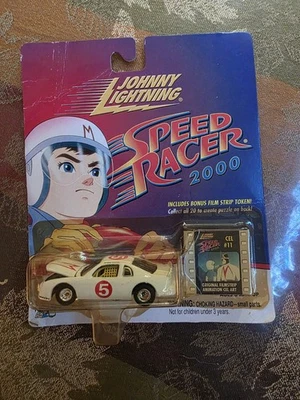 JOHNNY
LIGHTNING
M
SPEED
RACER
2000
INCLUDES BONUS FILM STRIP TOKEN!
Collect all 20 to create puzzle on back!
CEL
#11
ORIGINAL FILMSTRIP
ANIMATION CEL ART
5
WARNING: CHOKING HAZARD—small parts.
Not for children under 3 years.